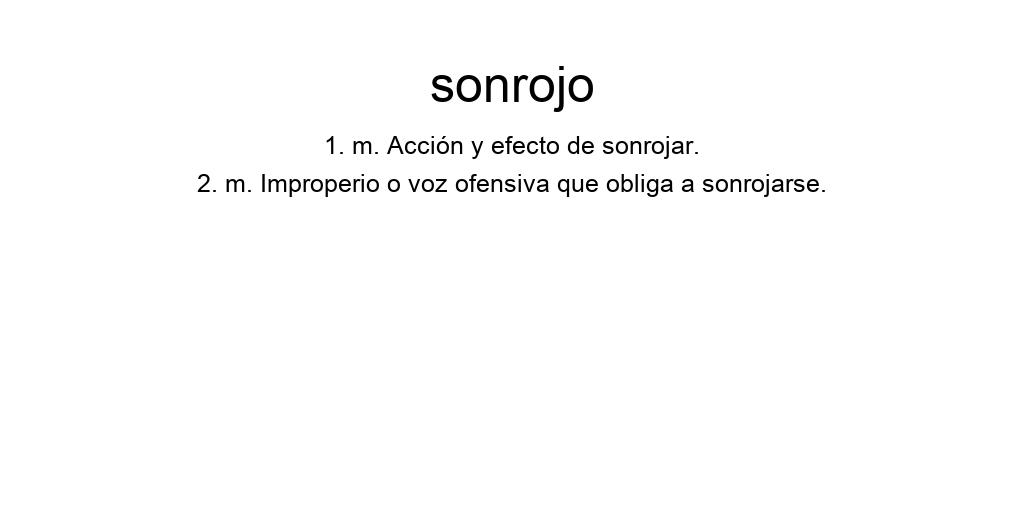 sonrojo
1. m. Acción y efecto de sonrojar.
2. m. Improperio o voz ofensiva que obliga a sonrojarse.